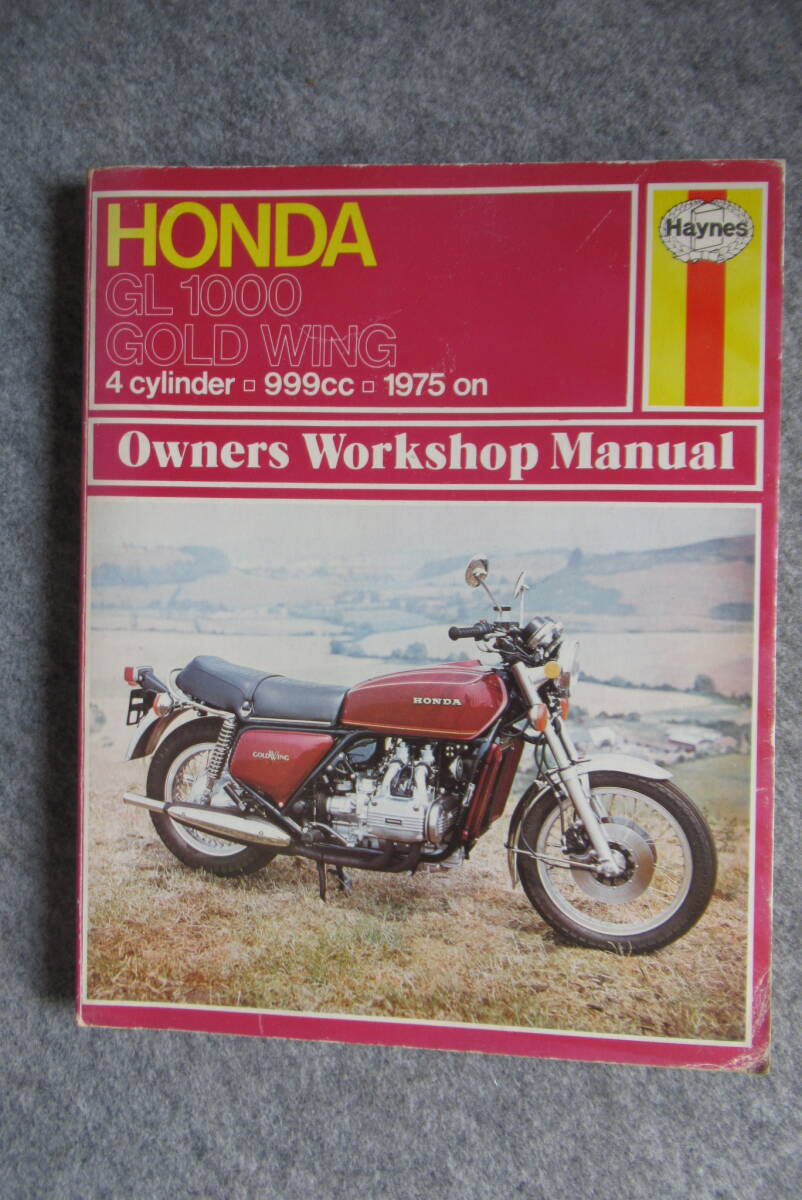 HONDA
GL 1000
GOLD WING
4 cylinder ▫ 999cc ▫ 1975 on
Haynes
Owners Workshop Manual
HONDA
GOLDWING